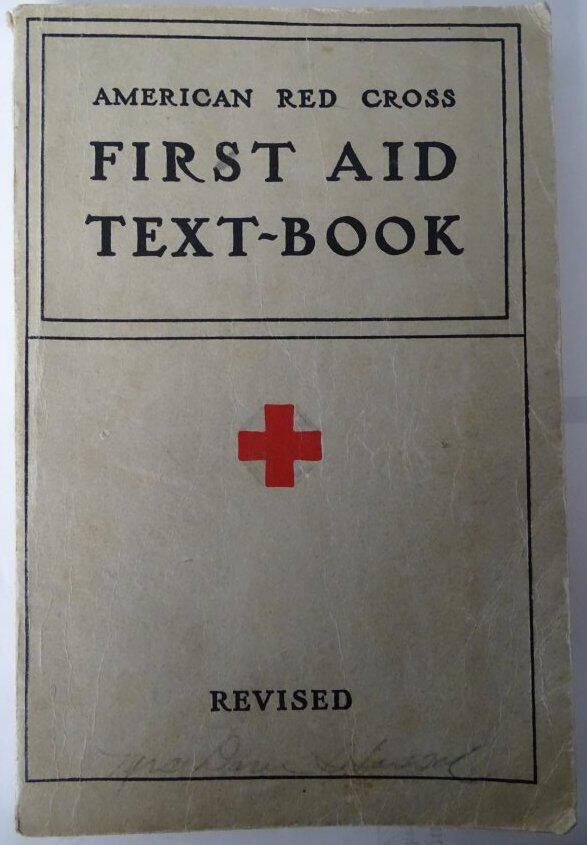 AMERICAN RED CROSS
FIRST AID
TEXT-BOOK
REVISED